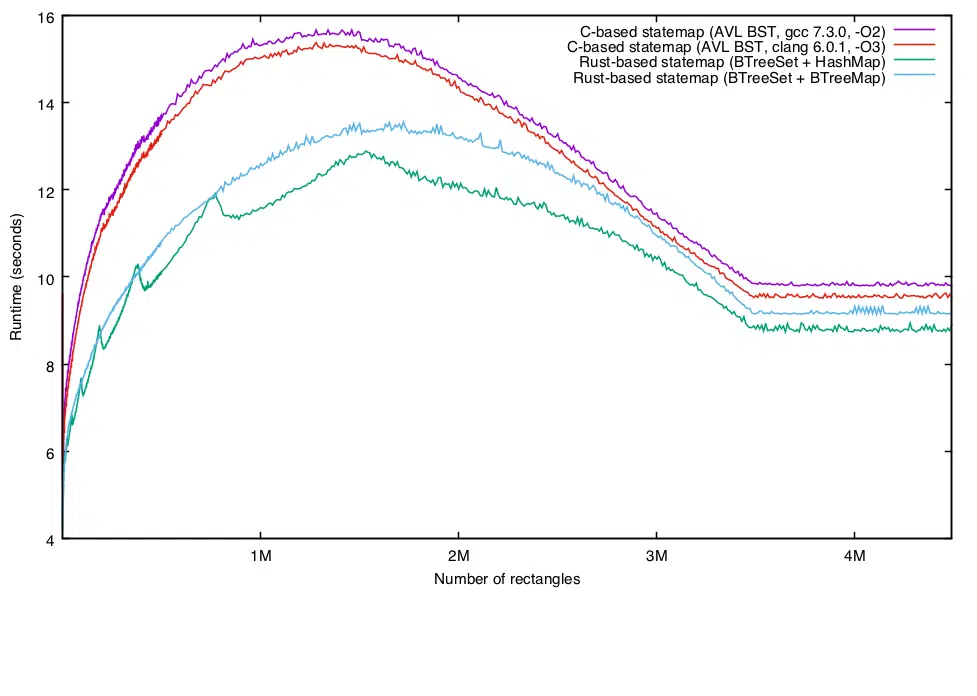 16
C-based statemap (AVL BST, gcc 7.3.0, -O2)
C-based statemap (AVL BST, clang 6.0.1, -O3)
Rust-based statemap (BTreeSet + HashMap)
Rust-based statemap (BTreeSet + BTreeMap)
14
12
10
8
6
4
Runtime (seconds)
1M 2M 3M 4M
Number of rectangles